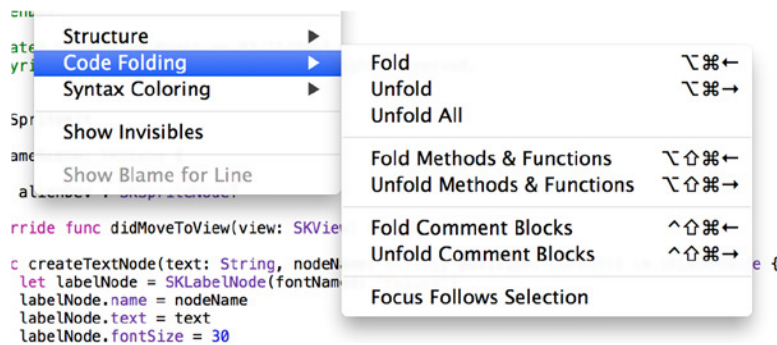 Structure ▶
Code Folding ▶
Syntax Coloring ▶
Show Invisibles
Show Blame for Line
Fold ⌥⌘←
Unfold ⌥⌘→
Unfold All
Fold Methods & Functions ⌥⇧⌘←
Unfold Methods & Functions ⌥⇧⌘→
Fold Comment Blocks ^⇧⌘←
Unfold Comment Blocks ^⇧⌘→
Focus Follows Selection
rride func didMoveToView(view: SKView
c createTextNode(text: String, nodeN e {
let labelNode = SKLabelNode(fontNam
labelNode.name = nodeName
labelNode.text = text
labelNode.fontSize = 30